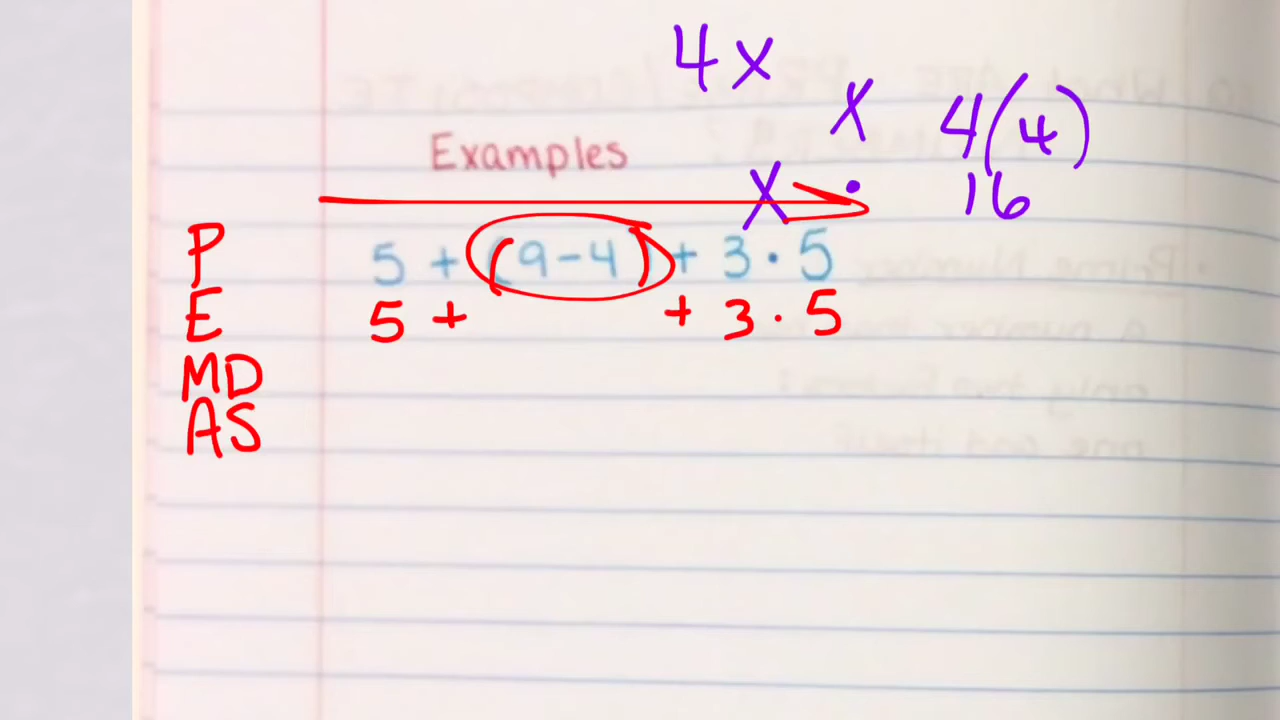 4x
x 4(4)
Examples
x · 16
P 5 + (9-4) + 3 · 5
E 5 + + 3 · 5
MD
AS